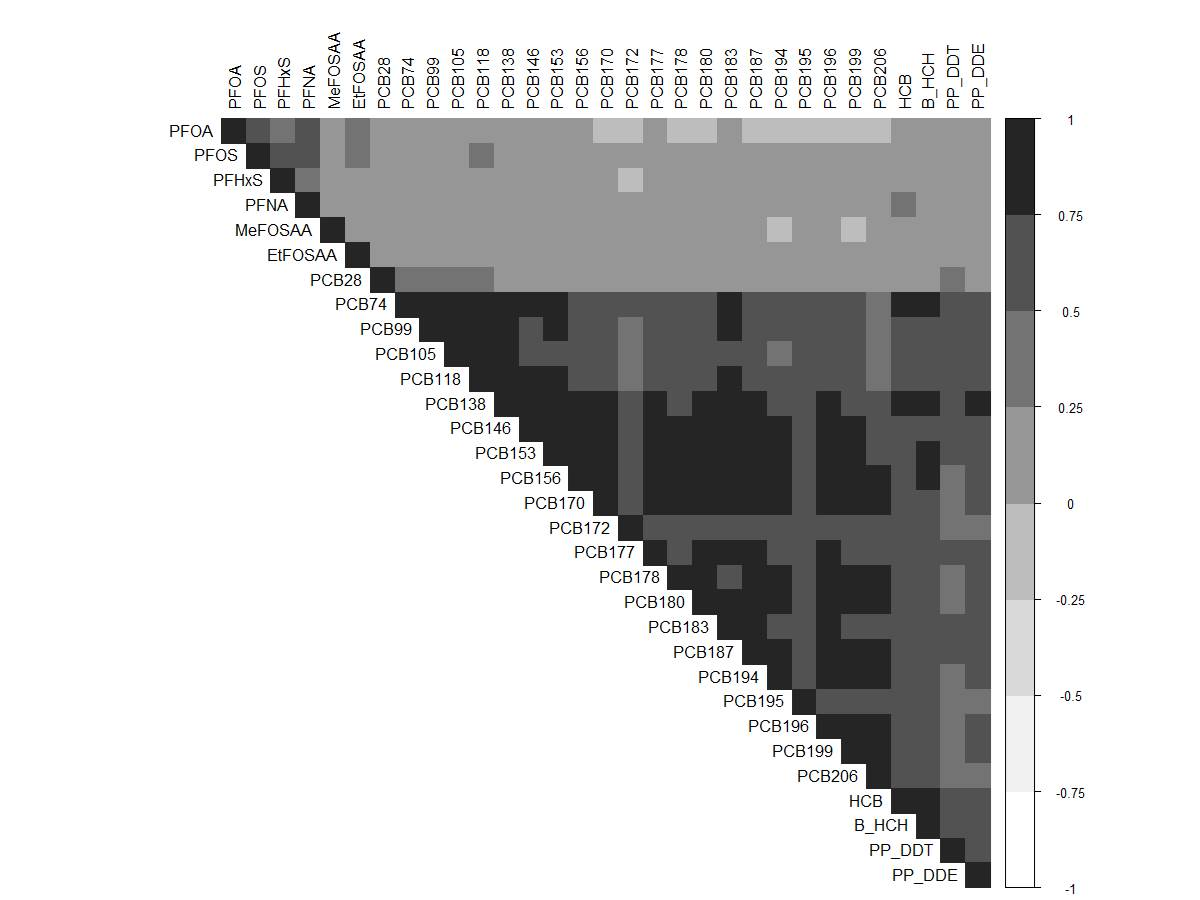 PFOA
PFOS
PFHxS
PFNA
MeFOSAA
EtFOSAA
PCB28
PCB74
PCB99
PCB105
PCB118
PCB138
PCB146
PCB153
PCB156
PCB170
PCB172
PCB177
PCB178
PCB180
PCB183
PCB187
PCB194
PCB195
PCB196
PCB199
PCB206
HCB
B_HCH
PP_DDT
PP_DDE
PFOA
PFOS
PFHxS
PFNA
MeFOSAA
EtFOSAA
PCB28
PCB74
PCB99
PCB105
PCB118
PCB138
PCB146
PCB153
PCB156
PCB170
PCB172
PCB177
PCB178
PCB180
PCB183
PCB187
PCB194
PCB195
PCB196
PCB199
PCB206
HCB
B_HCH
PP_DDT
PP_DDE
1
0.75
0.5
0.25
0
-0.25
-0.5
-0.75
-1